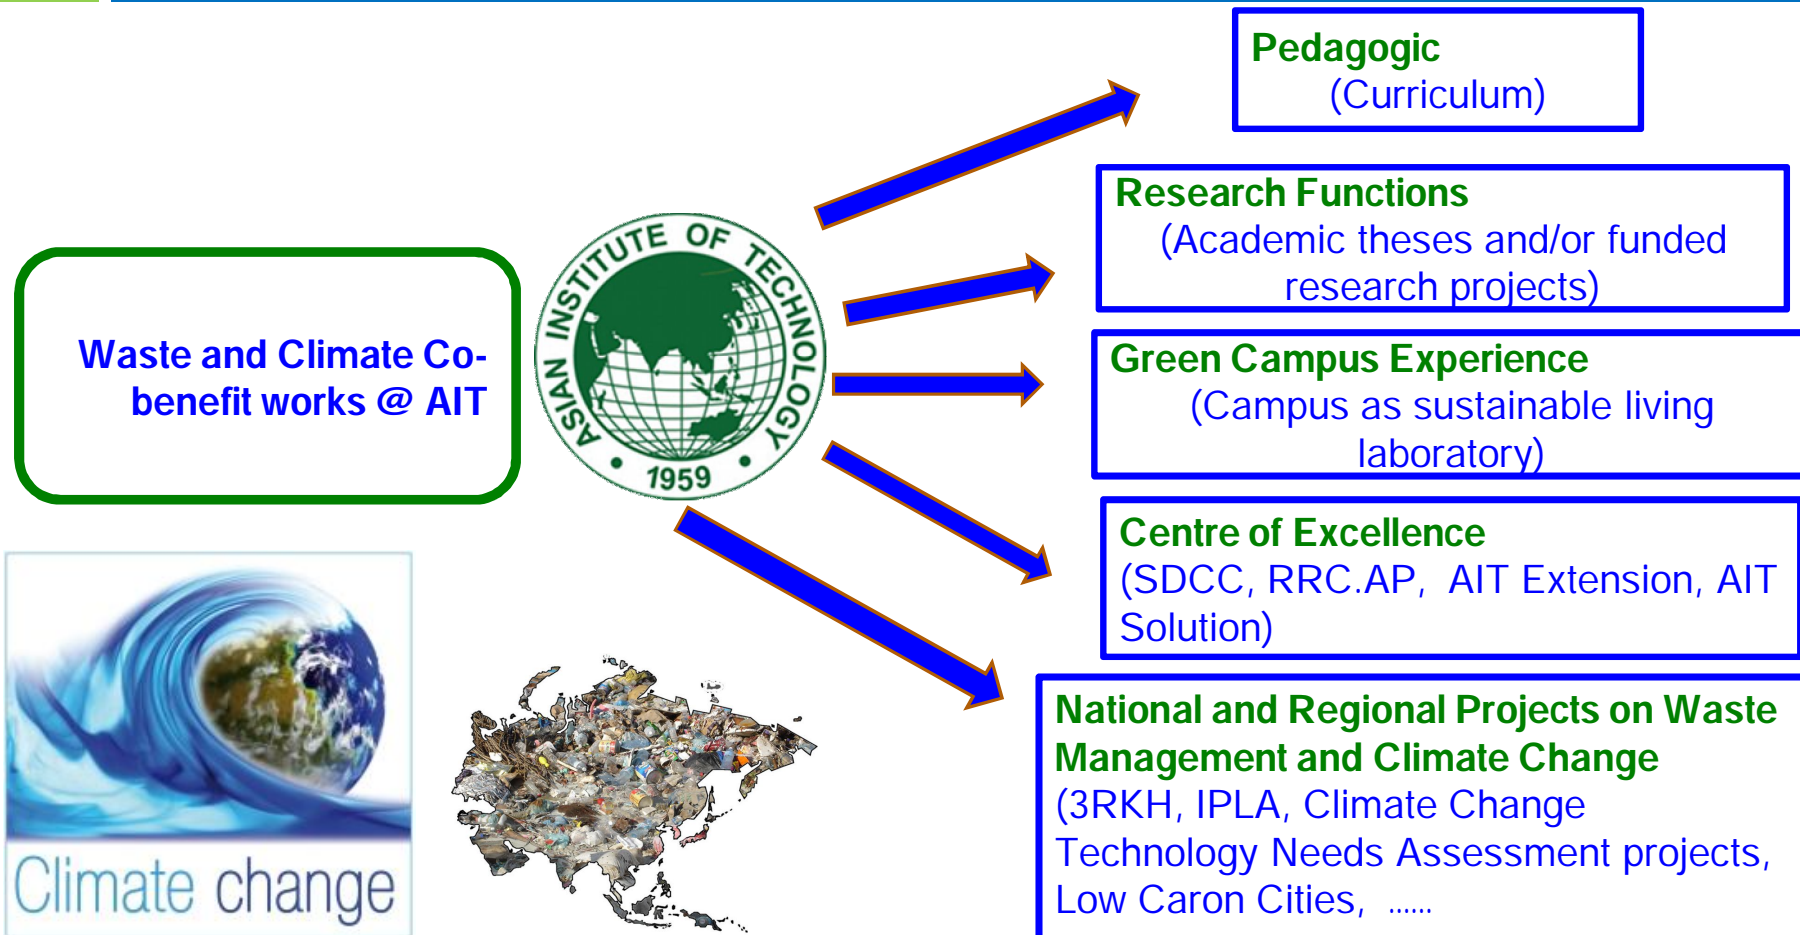 Pedagogic
(Curriculum)
Research Functions
(Academic theses and/or funded
research projects)
Waste and Climate Co-
benefit works @ AIT
ASIAN INSTITUTE OF TECHNOLOGY
• 1959 •
Green Campus Experience
(Campus as sustainable living
laboratory)
Centre of Excellence
(SDCC, RRC.AP, AIT Extension, AIT
Solution)
National and Regional Projects on Waste
Management and Climate Change
(3RKH, IPLA, Climate Change
Technology Needs Assessment projects,
Low Caron Cities, ......
Climate change